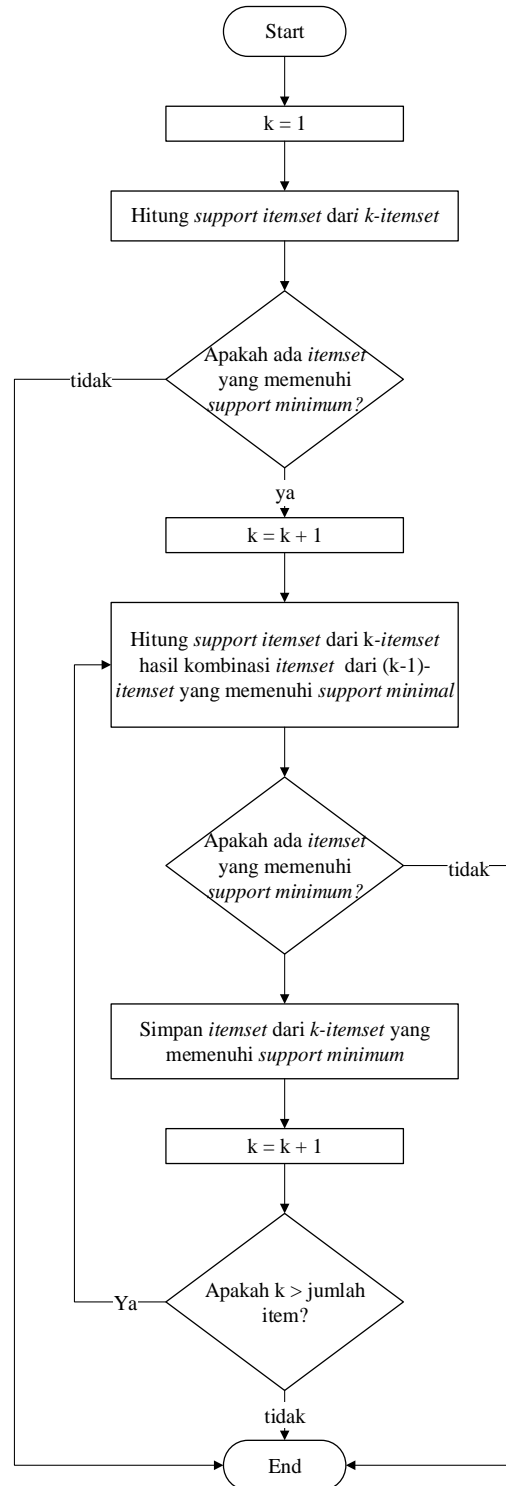 Start
k = 1
Hitung support itemset dari k-itemset
Apakah ada itemset
yang memenuhi
support minimum?
tidak
ya
k = k + 1
Hitung support itemset dari k-itemset
hasil kombinasi itemset dari (k-1)-
itemset yang memenuhi support minimal
Apakah ada itemset
yang memenuhi
support minimum?
tidak
Simpan itemset dari k-itemset yang
memenuhi support minimum
k = k + 1
Apakah k > jumlah
item?
Ya
tidak
End